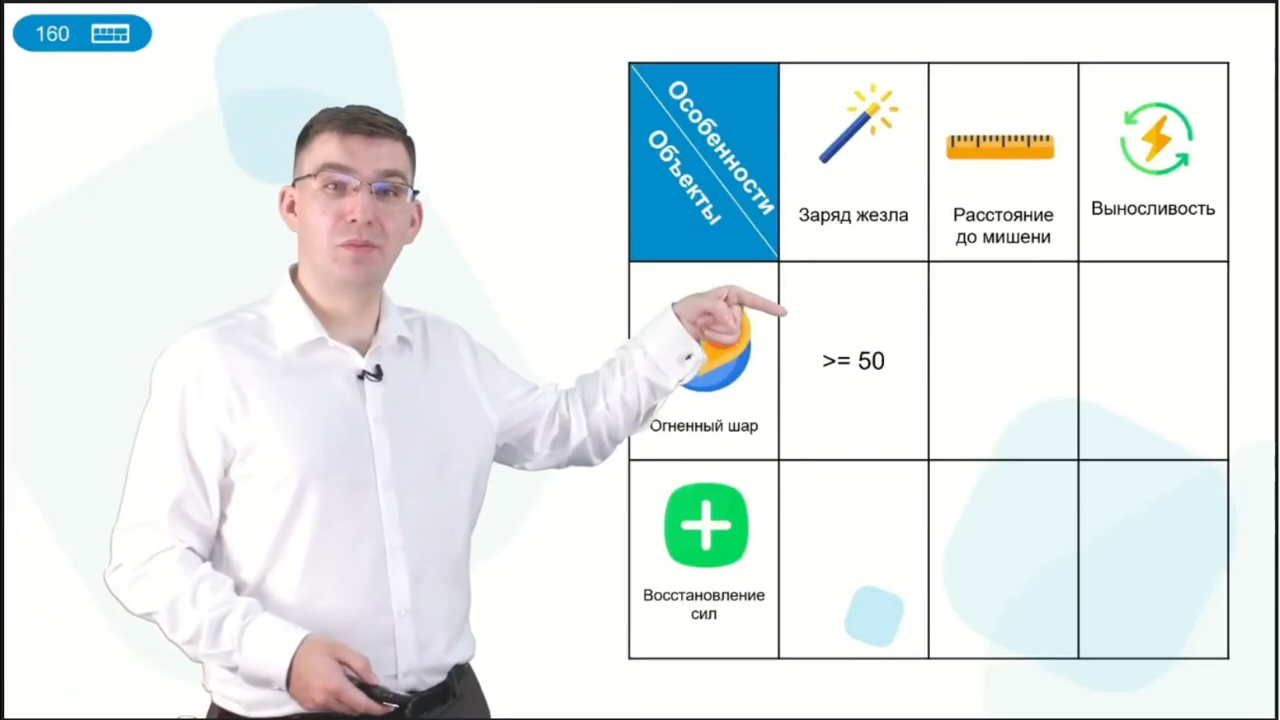 160
Особенности
Объекты
Заряд жезла
Расстояние
до мишени
Выносливость
>= 50
Огненный шар
Восстановление
сил